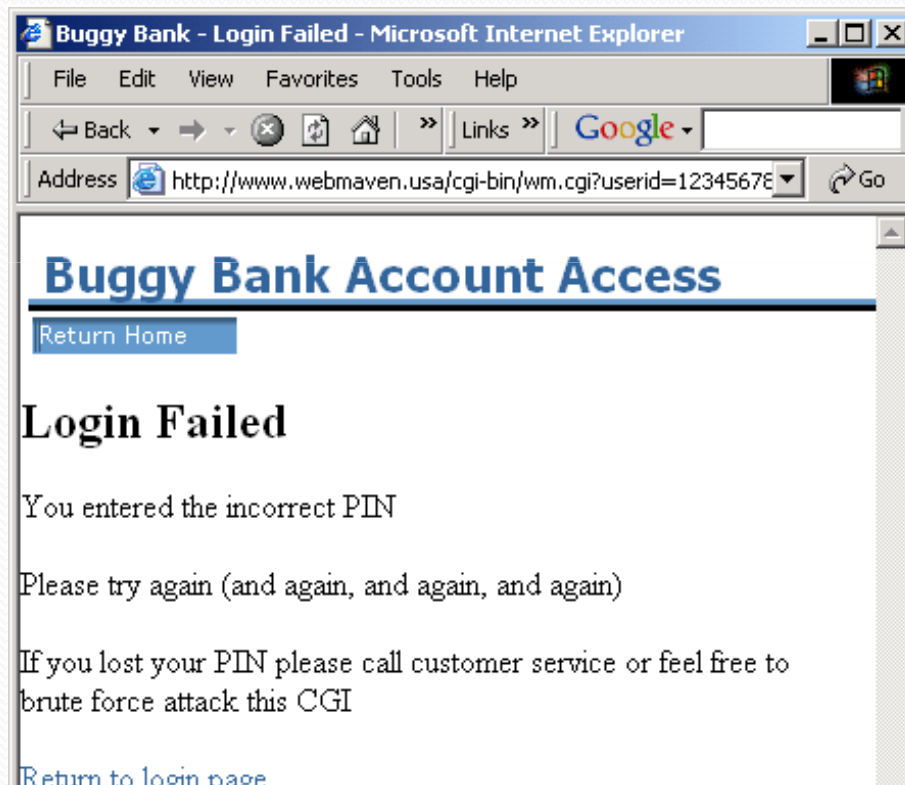 Buggy Bank - Login Failed - Microsoft Internet Explorer
File Edit View Favorites Tools Help
Back Links Google
Address http://www.webmaven.usa/cgi-bin/wm.cgi?userid=12345678 Go
Buggy Bank Account Access
Return Home
Login Failed
You entered the incorrect PIN
Please try again (and again, and again, and again)
If you lost your PIN please call customer service or feel free to
brute force attack this CGI
Return to login page